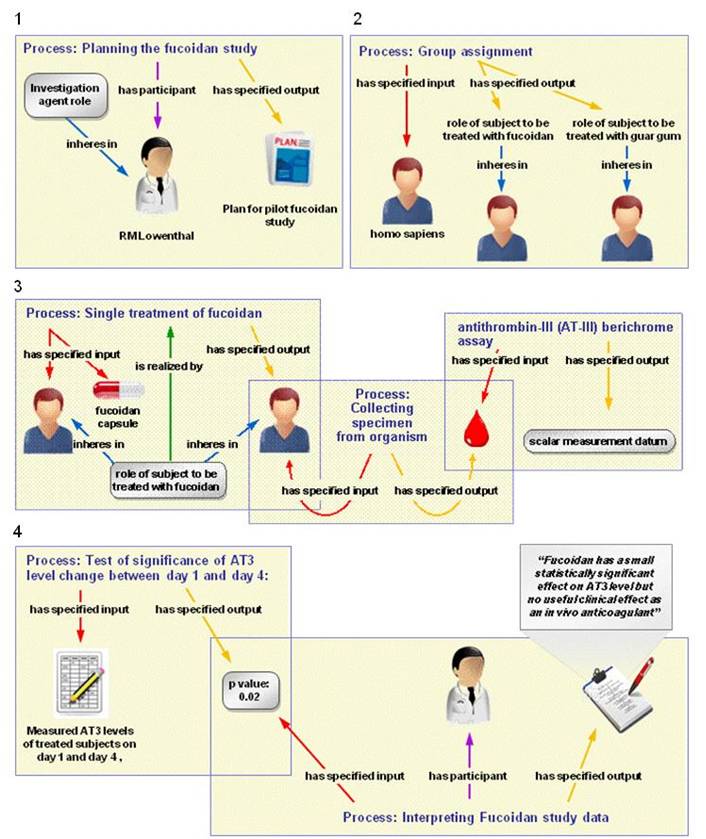 1
Process: Planning the fucoidan study
Investigation
agent role
has participant
has specified output
inheres in
PLAN
RMLowenthal
Plan for pilot fucoidan
study
2
Process: Group assignment
has specified input
has specified output
role of subject to be
treated with fucoidan
role of subject to be
treated with guar gum
inheres in
inheres in
homo sapiens
3
Process: Single treatment of fucoidan
has specified input
is realized by
has specified output
fucoidan
capsule
inheres in
inheres in
role of subject to be
treated with fucoidan
Process:
Collecting
specimen
from organism
has specified input
has specified output
antithrombin-III (AT-III) berichrome
assay
has specified input
has specified output
scalar measurement datum
4
Process: Test of significance of AT3
level change between day 1 and day 4:
has specified input
has specified output
Measured AT3 levels
of treated subjects on
day 1 and day 4 ,
p value:
0.02
“Fucoidan has a small
statistically significant
effect on AT3 level but
no useful clinical effect as
an in vivo anticoagulant”
has specified input
has participant
has specified output
Process: Interpreting Fucoidan study data